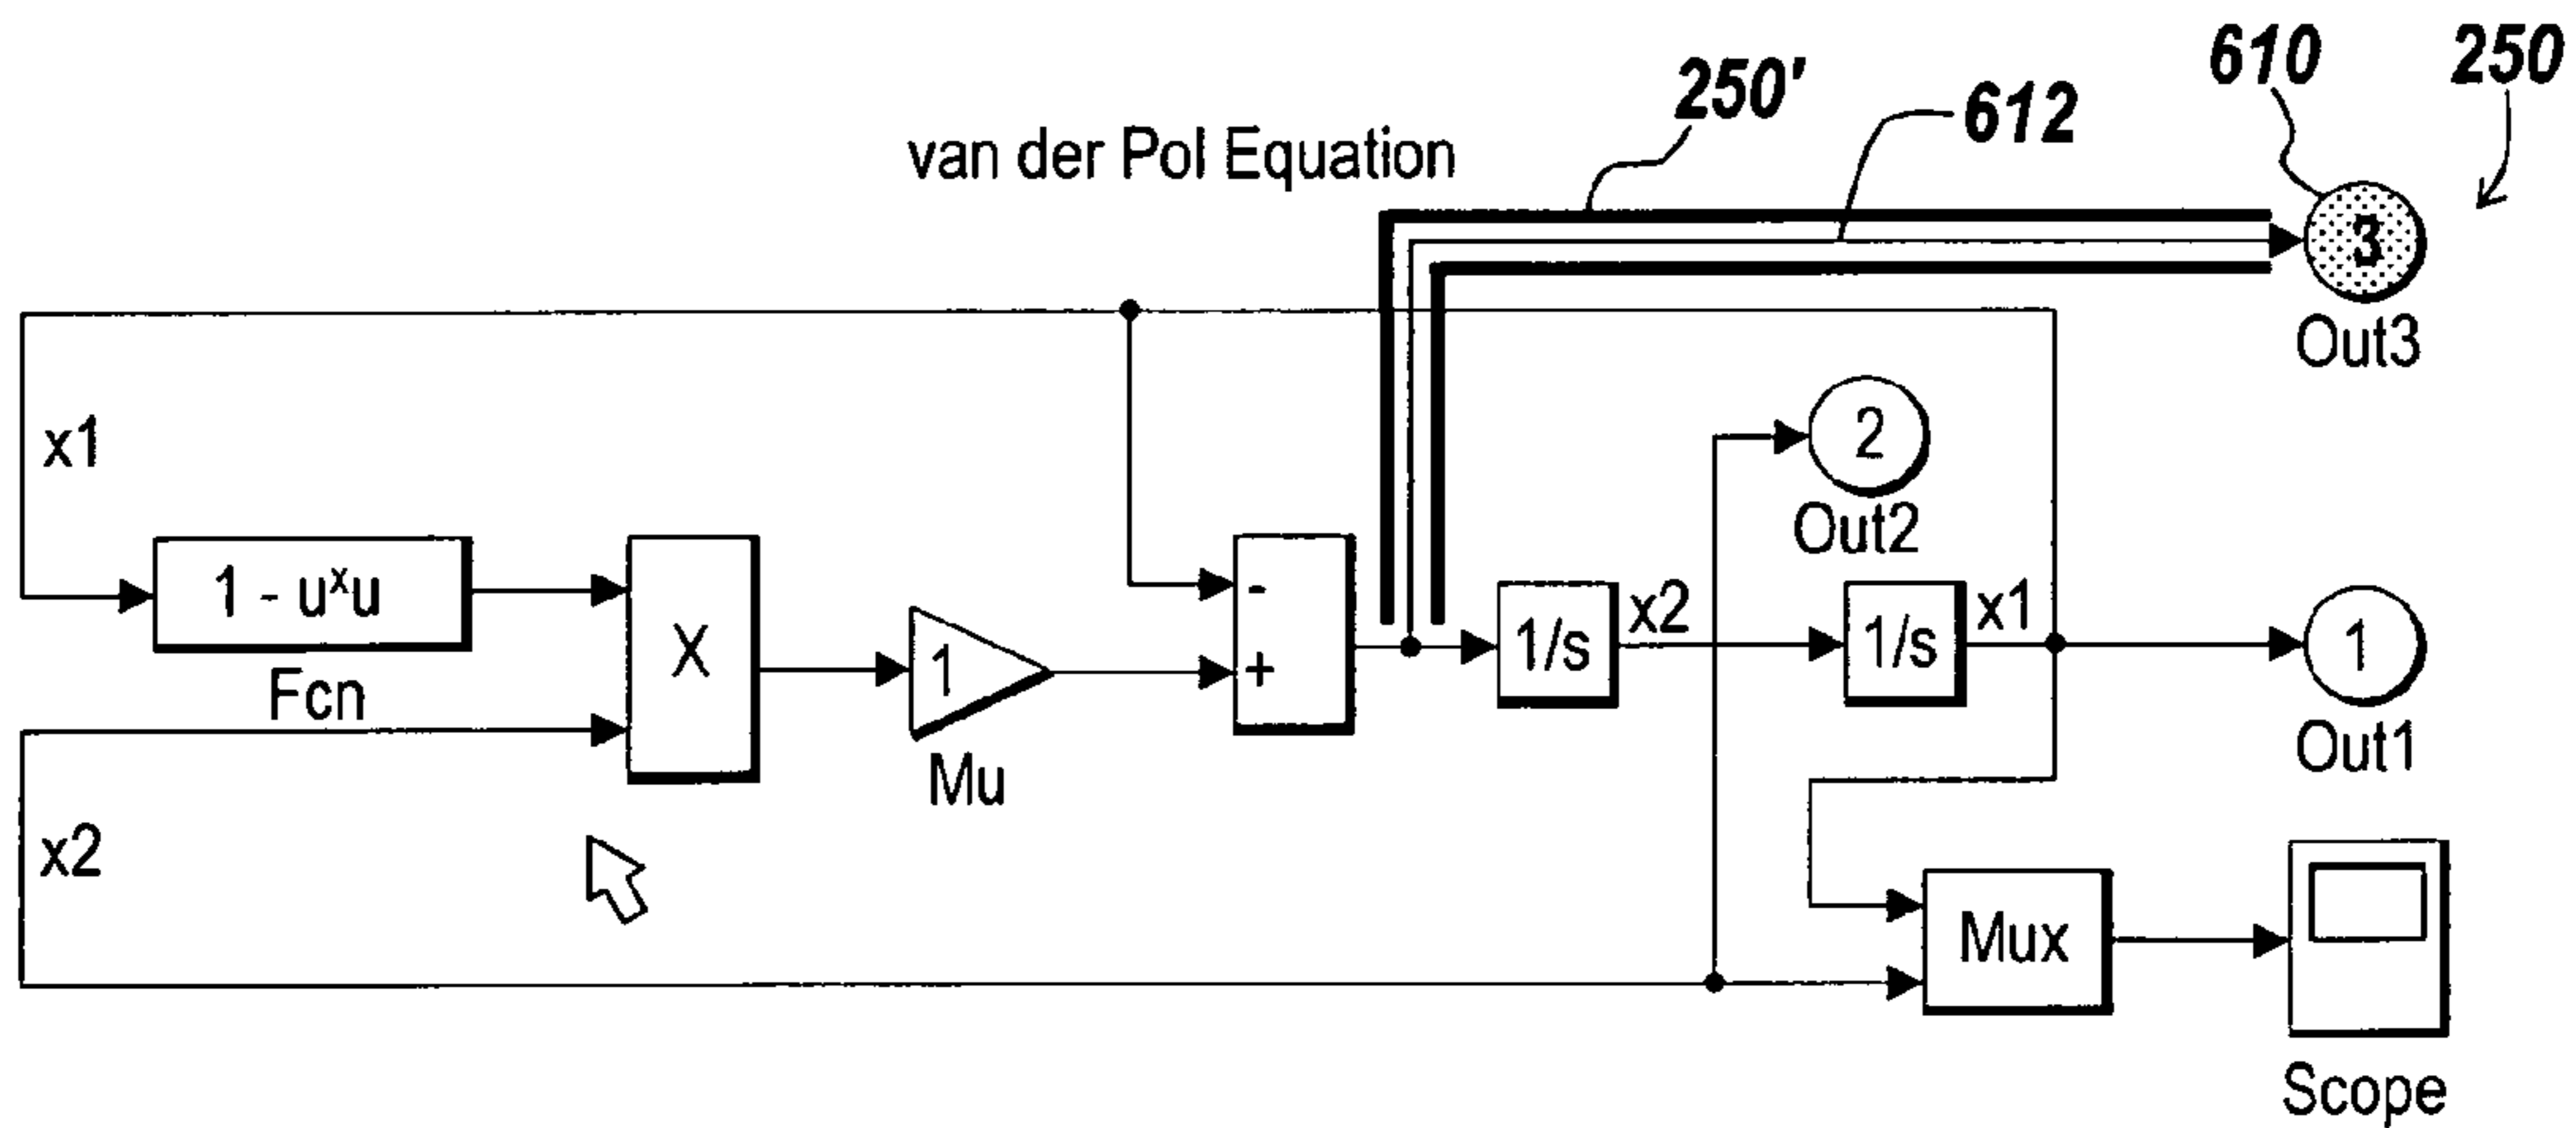 610
250
250'
612
van der Pol Equation
3
Out3
x1
2
Out2
1 - uˣu
Fcn
X
1
Mu
-
+
1/s
x2
1/s
x1
1
Out1
x2
Mux
Scope